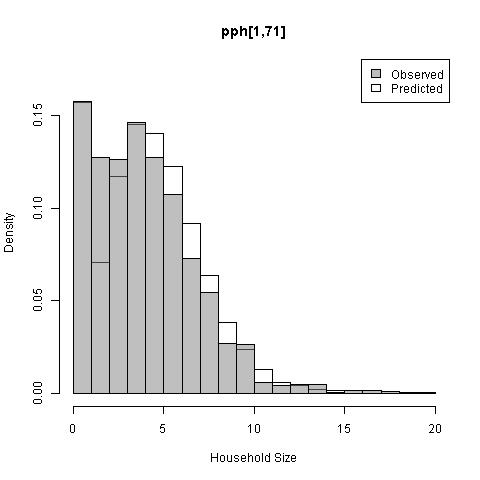 pph[1,71]
Observed
Predicted
Density
0.15
0.10
0.05
0.00
0 5 10 15 20
Household Size